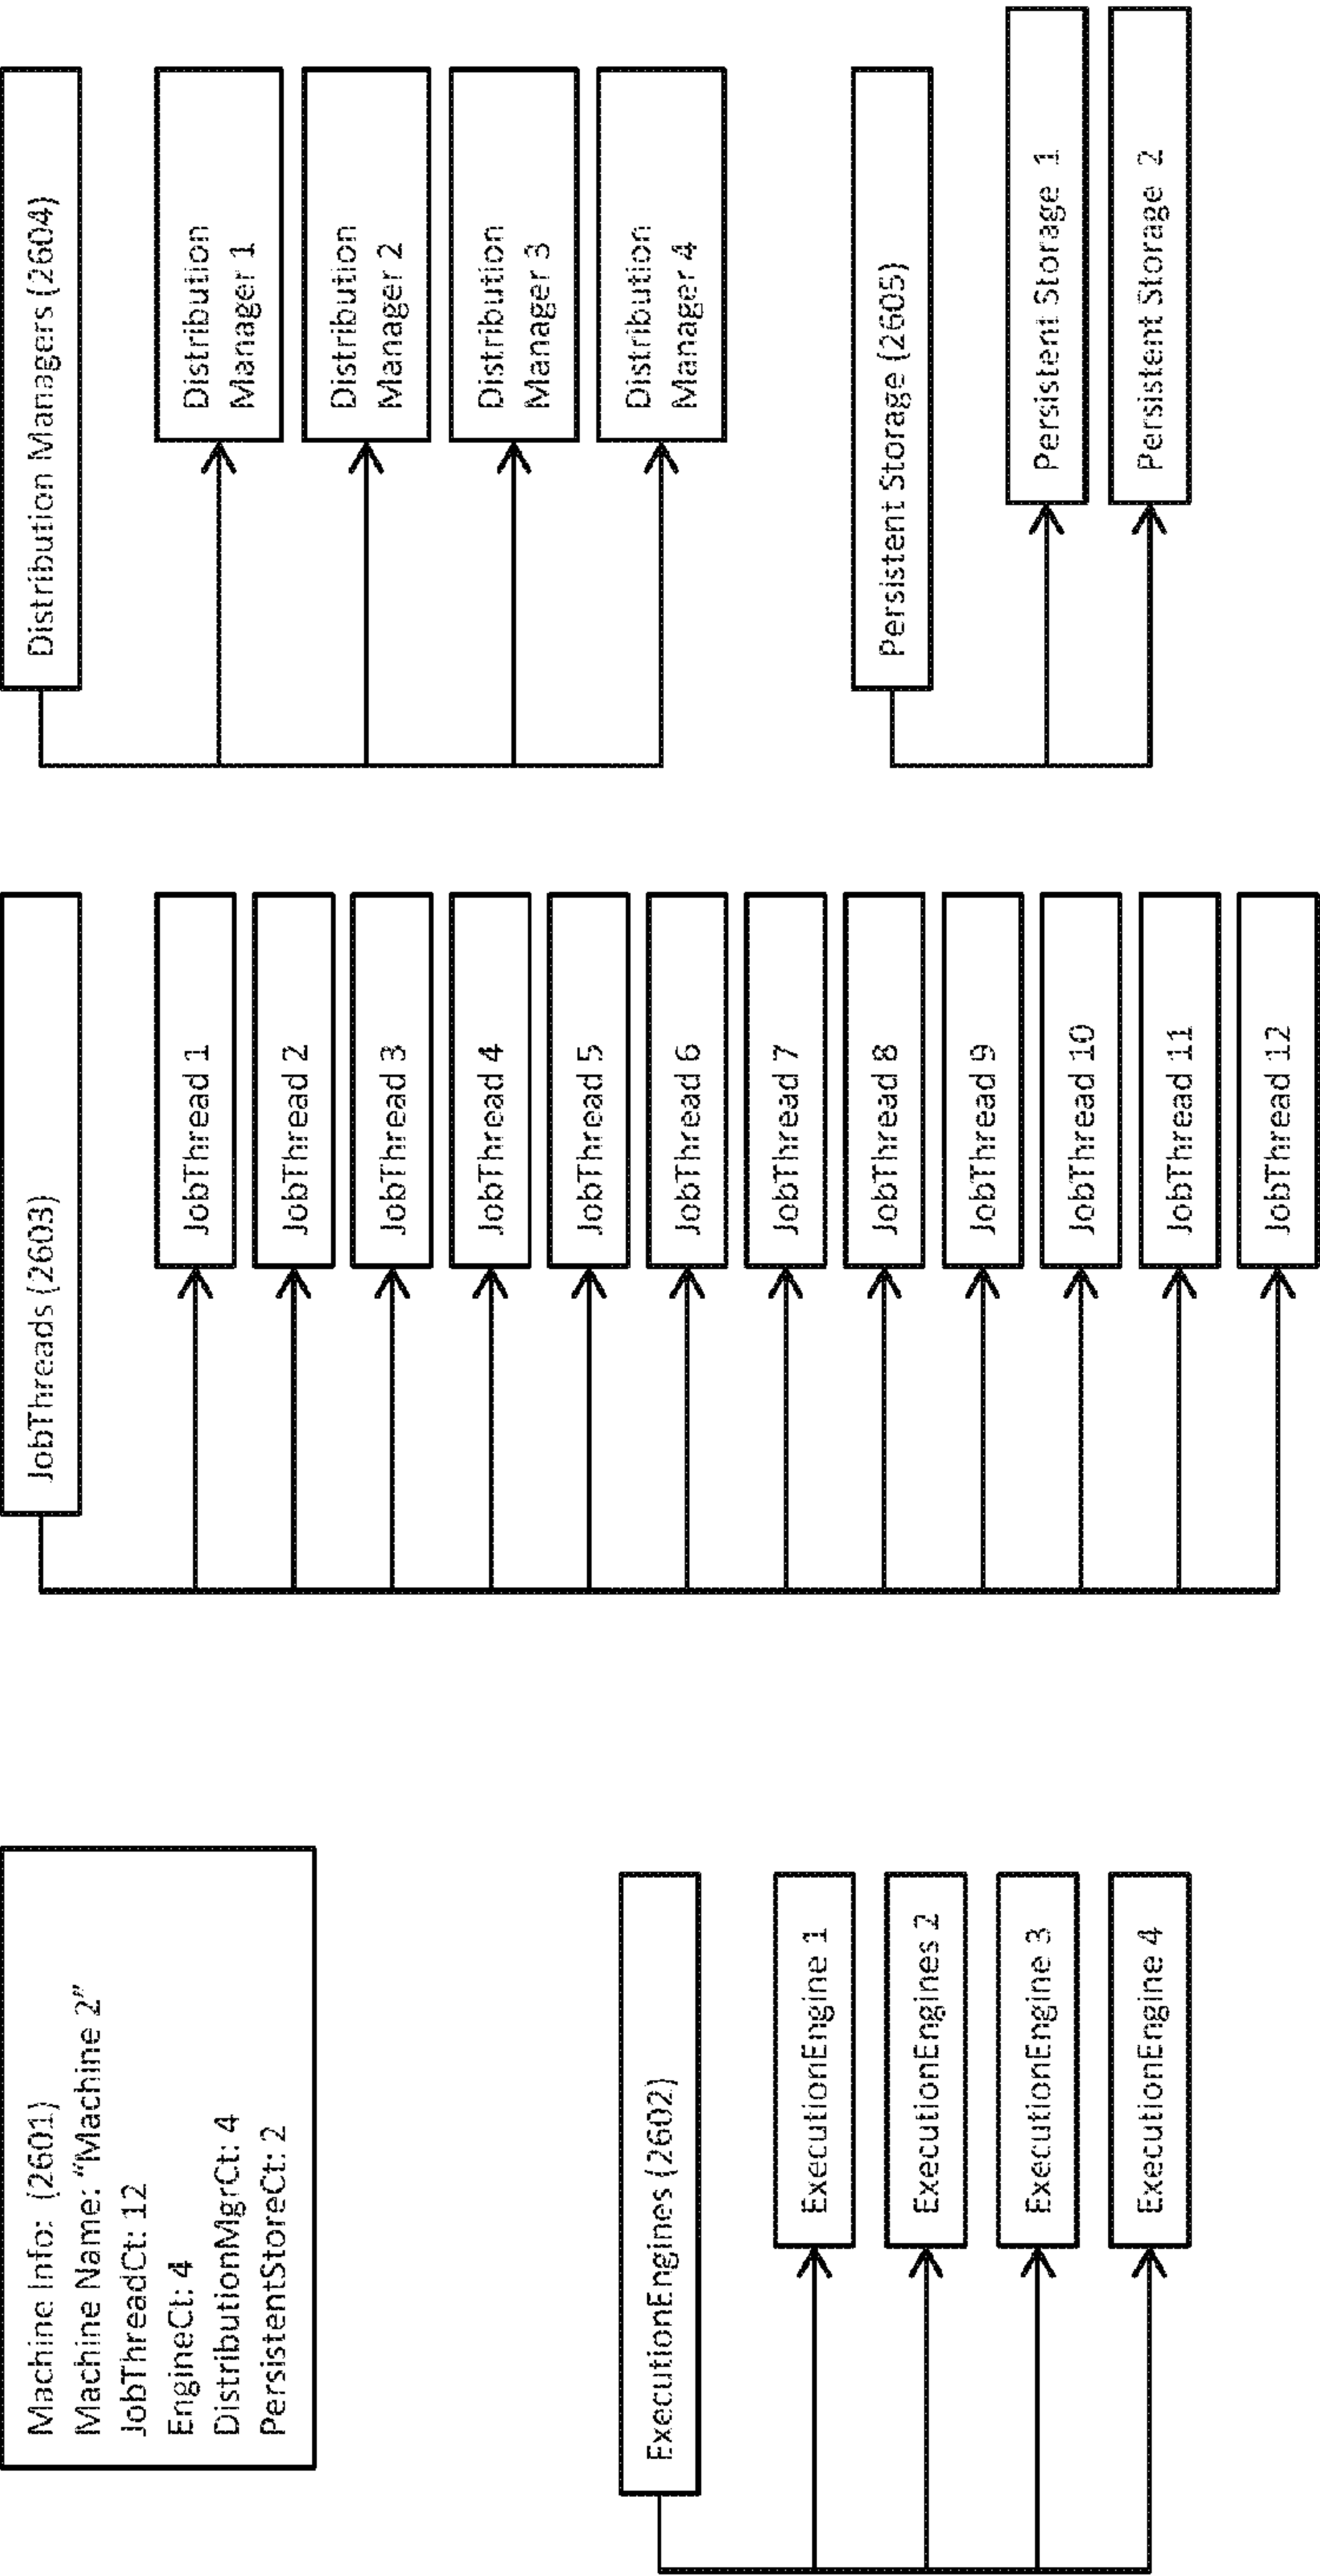 Machine Info:  (2601)
Machine Name: “Machine 2”
JobThreadCt: 12
EngineCt: 4
DistributionMgrCt: 4
PersistentStoreCt: 2
ExecutionEngines (2602)
ExecutionEngine 1
ExecutionEngines 2
ExecutionEngine 3
ExecutionEngine 4
JobThreads (2603)
JobThread 1
JobThread 2
JobThread 3
JobThread 4
JobThread 5
JobThread 6
JobThread 7
JobThread 8
JobThread 9
JobThread 10
JobThread 11
JobThread 12
Distribution Managers (2604)
Distribution
Manager 1
Distribution
Manager 2
Distribution
Manager 3
Distribution
Manager 4
Persistent Storage (2605)
Persistent Storage  1
Persistent Storage  2